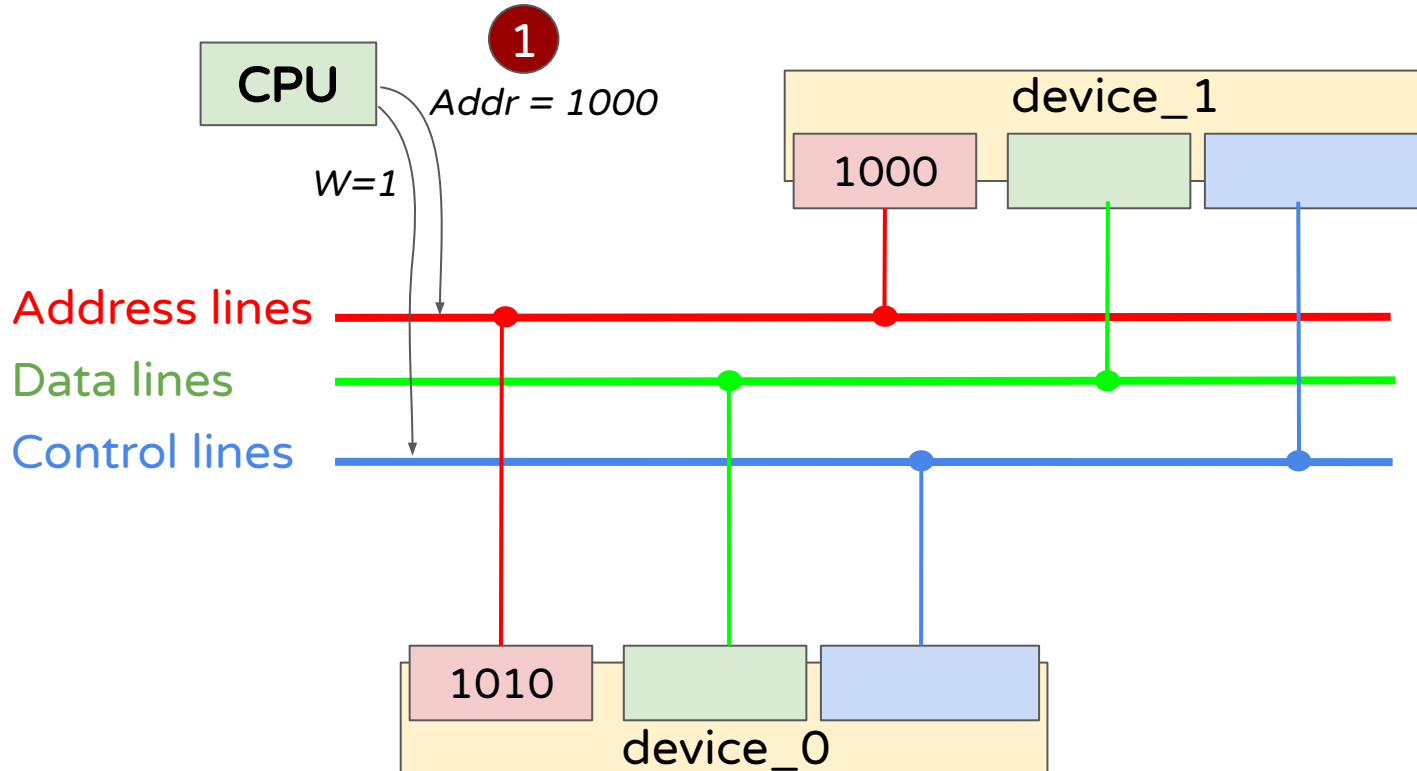 1
CPU
Addr = 1000
device_1
1000
W=1
Address lines
Data lines
Control lines
1010
device_0